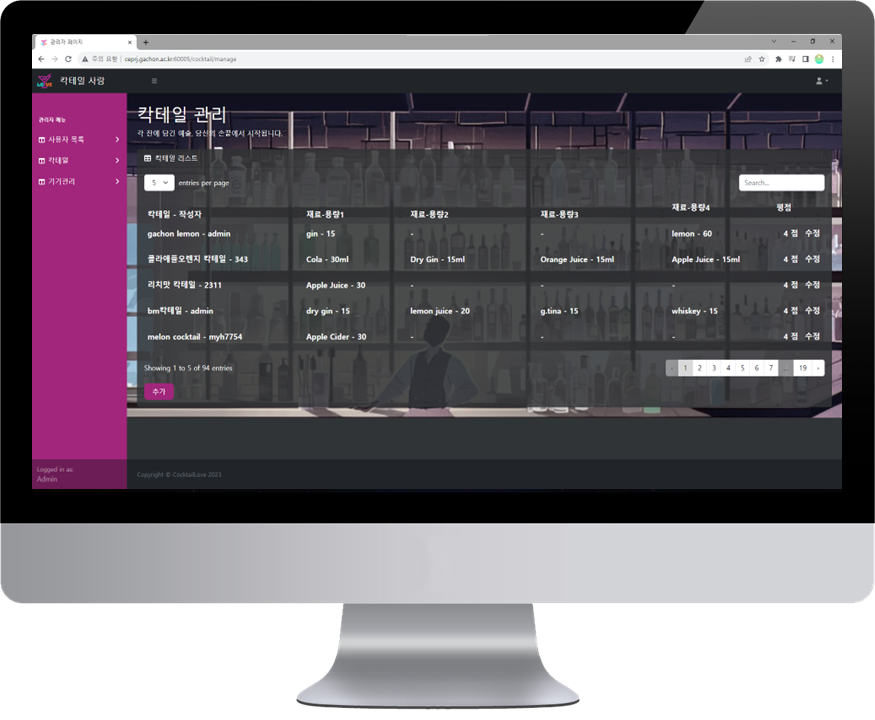 관리자 페이지
주의 요함 | ceprj.gachon.ac.kr:60005/cocktail/manage
칵테일 사랑
관리자 메뉴
사용자 목록
칵테일
기기관리
칵테일 관리
각 잔에 담긴 예술, 당신의 손끝에서 시작됩니다.
칵테일 리스트
5 entries per page
Search...
칵테일 - 작성자 재료-용량1 재료-용량2 재료-용량3 재료-용량4 평점
gachon lemon - admin gin - 15 - - lemon - 60 4 점 수정
콜라애플오렌지 칵테일 - 343 Cola - 30ml Dry Gin - 15ml Orange Juice - 15ml Apple Juice - 10ml 4 점 수정
리치맛 칵테일 - 2311 Apple Juice - 30 - - - 4 점 수정
bm칵테일 - admin dry gin - 15 lemon juice - 20 g.tina - 15 whiskey - 15 4 점 수정
melon cocktail - myh7754 Apple Cider - 30 - - - 4 점 수정
Showing 1 to 5 of 94 entries
‹ 1 2 3 4 5 6 7 … 19 ›
추가
Logged in as:
Admin
Copyright © CocktailLove 2023